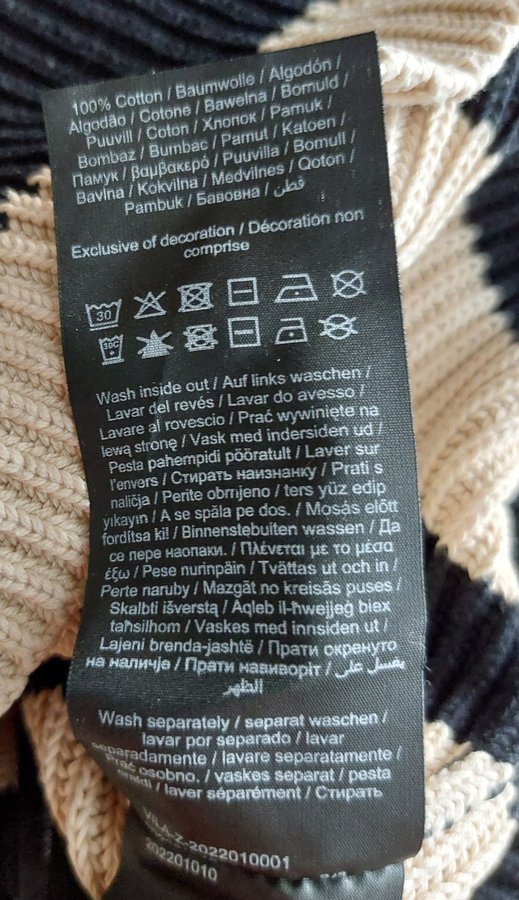 100% Cotton / Baumwolle / Algodón /
Algodão / Cotone / Bawełna / Bomuld /
Puuvill / Coton / Хлопок / Pamuk /
Bombaž / Bumbac / Pamut / Katoen /
Памук / βαμβακερό / Puuvilla / Bomull /
Bavlna / Kokvilna / Medvilnės / Qoton /
Pambuk / Бавовна / قطن
Exclusive of decoration / Décoration non
comprise
30
30C
Wash inside out / Auf links waschen /
Lavar del revés / Lavar do avesso /
Lavare al rovescio / Prać wywinięte na
lewą stronę / Vask med indersiden ud /
Pesta pahempidi pööratult / Laver sur
l'envers / Стирать наизнанку / Prati s
naličja / Perite obrnjeno / ters yüz edip
yıkayın / A se spăla pe dos. / Mosás előtt
fordítsa ki! / Binnenstebuiten wassen / Да
се пере наопаки. / Πλένεται με το μέσα
έξω / Pese nurinpäin / Tvättas ut och in /
Perte naruby / Mazgāt no kreisās puses /
Skalbti išverstą / Aqleb il-ħwejjeġ biex
taħsilhom / Vaskes med innsiden ut /
Lajeni brenda-jashtë / Прати окренуто
на наличје / Прати навиворіт / يغسل على
الظهر
Wash separately / separat waschen /
lavar por separado / lavar
separadamente / lavare separatamente /
Prać osobno. / vaskes separat / pesta
eraldi / laver séparément / Стирать
VILA-Z-2022010001
202201010